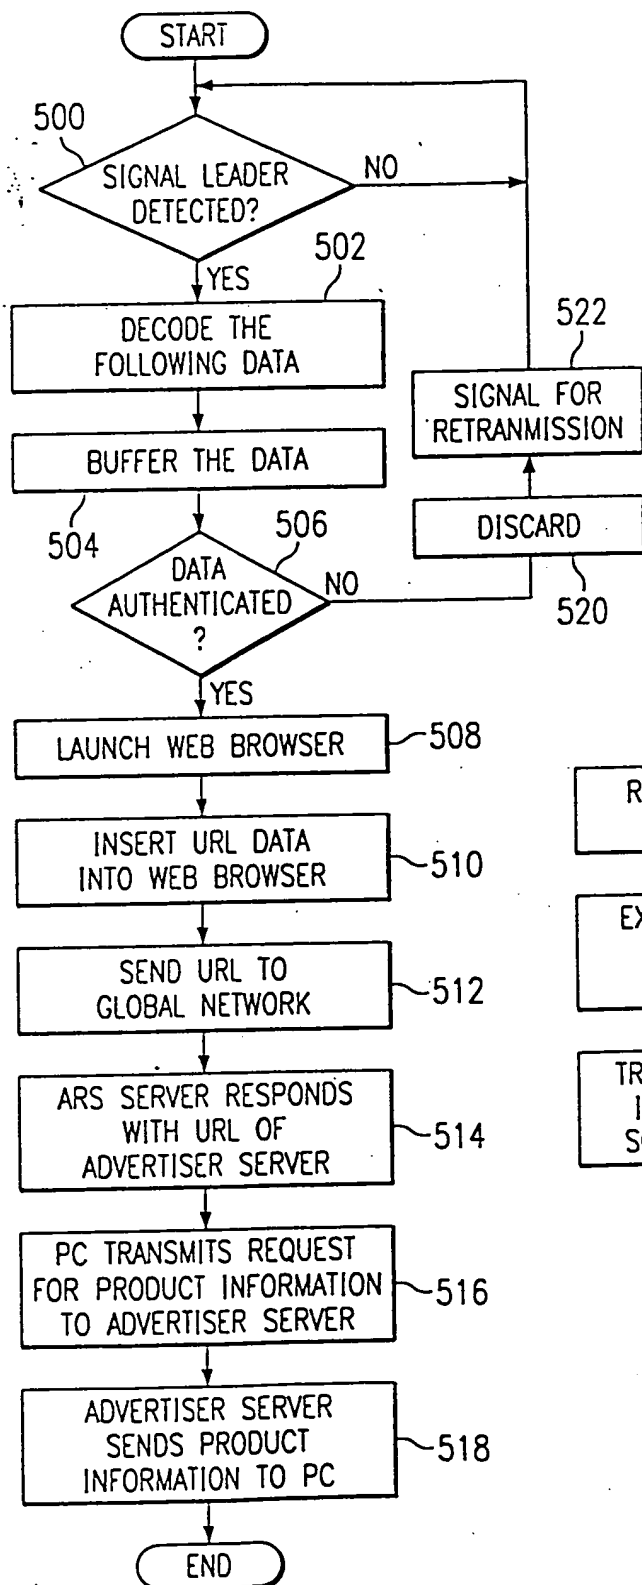 START
500
SIGNAL LEADER
DETECTED?
NO
YES
502
DECODE THE
FOLLOWING DATA
522
SIGNAL FOR
RETRANMISSION
BUFFER THE DATA
504
506
DISCARD
520
DATA
AUTHENTICATED
?
NO
YES
LAUNCH WEB BROWSER
508
INSERT URL DATA
INTO WEB BROWSER
510
SEND URL TO
GLOBAL NETWORK
512
ARS SERVER RESPONDS
WITH URL OF
ADVERTISER SERVER
514
PC TRANSMITS REQUEST
FOR PRODUCT INFORMATION
TO ADVERTISER SERVER
516
ADVERTISER SERVER
SENDS PRODUCT
INFORMATION TO PC
518
END
R
EX
TR
I
SO